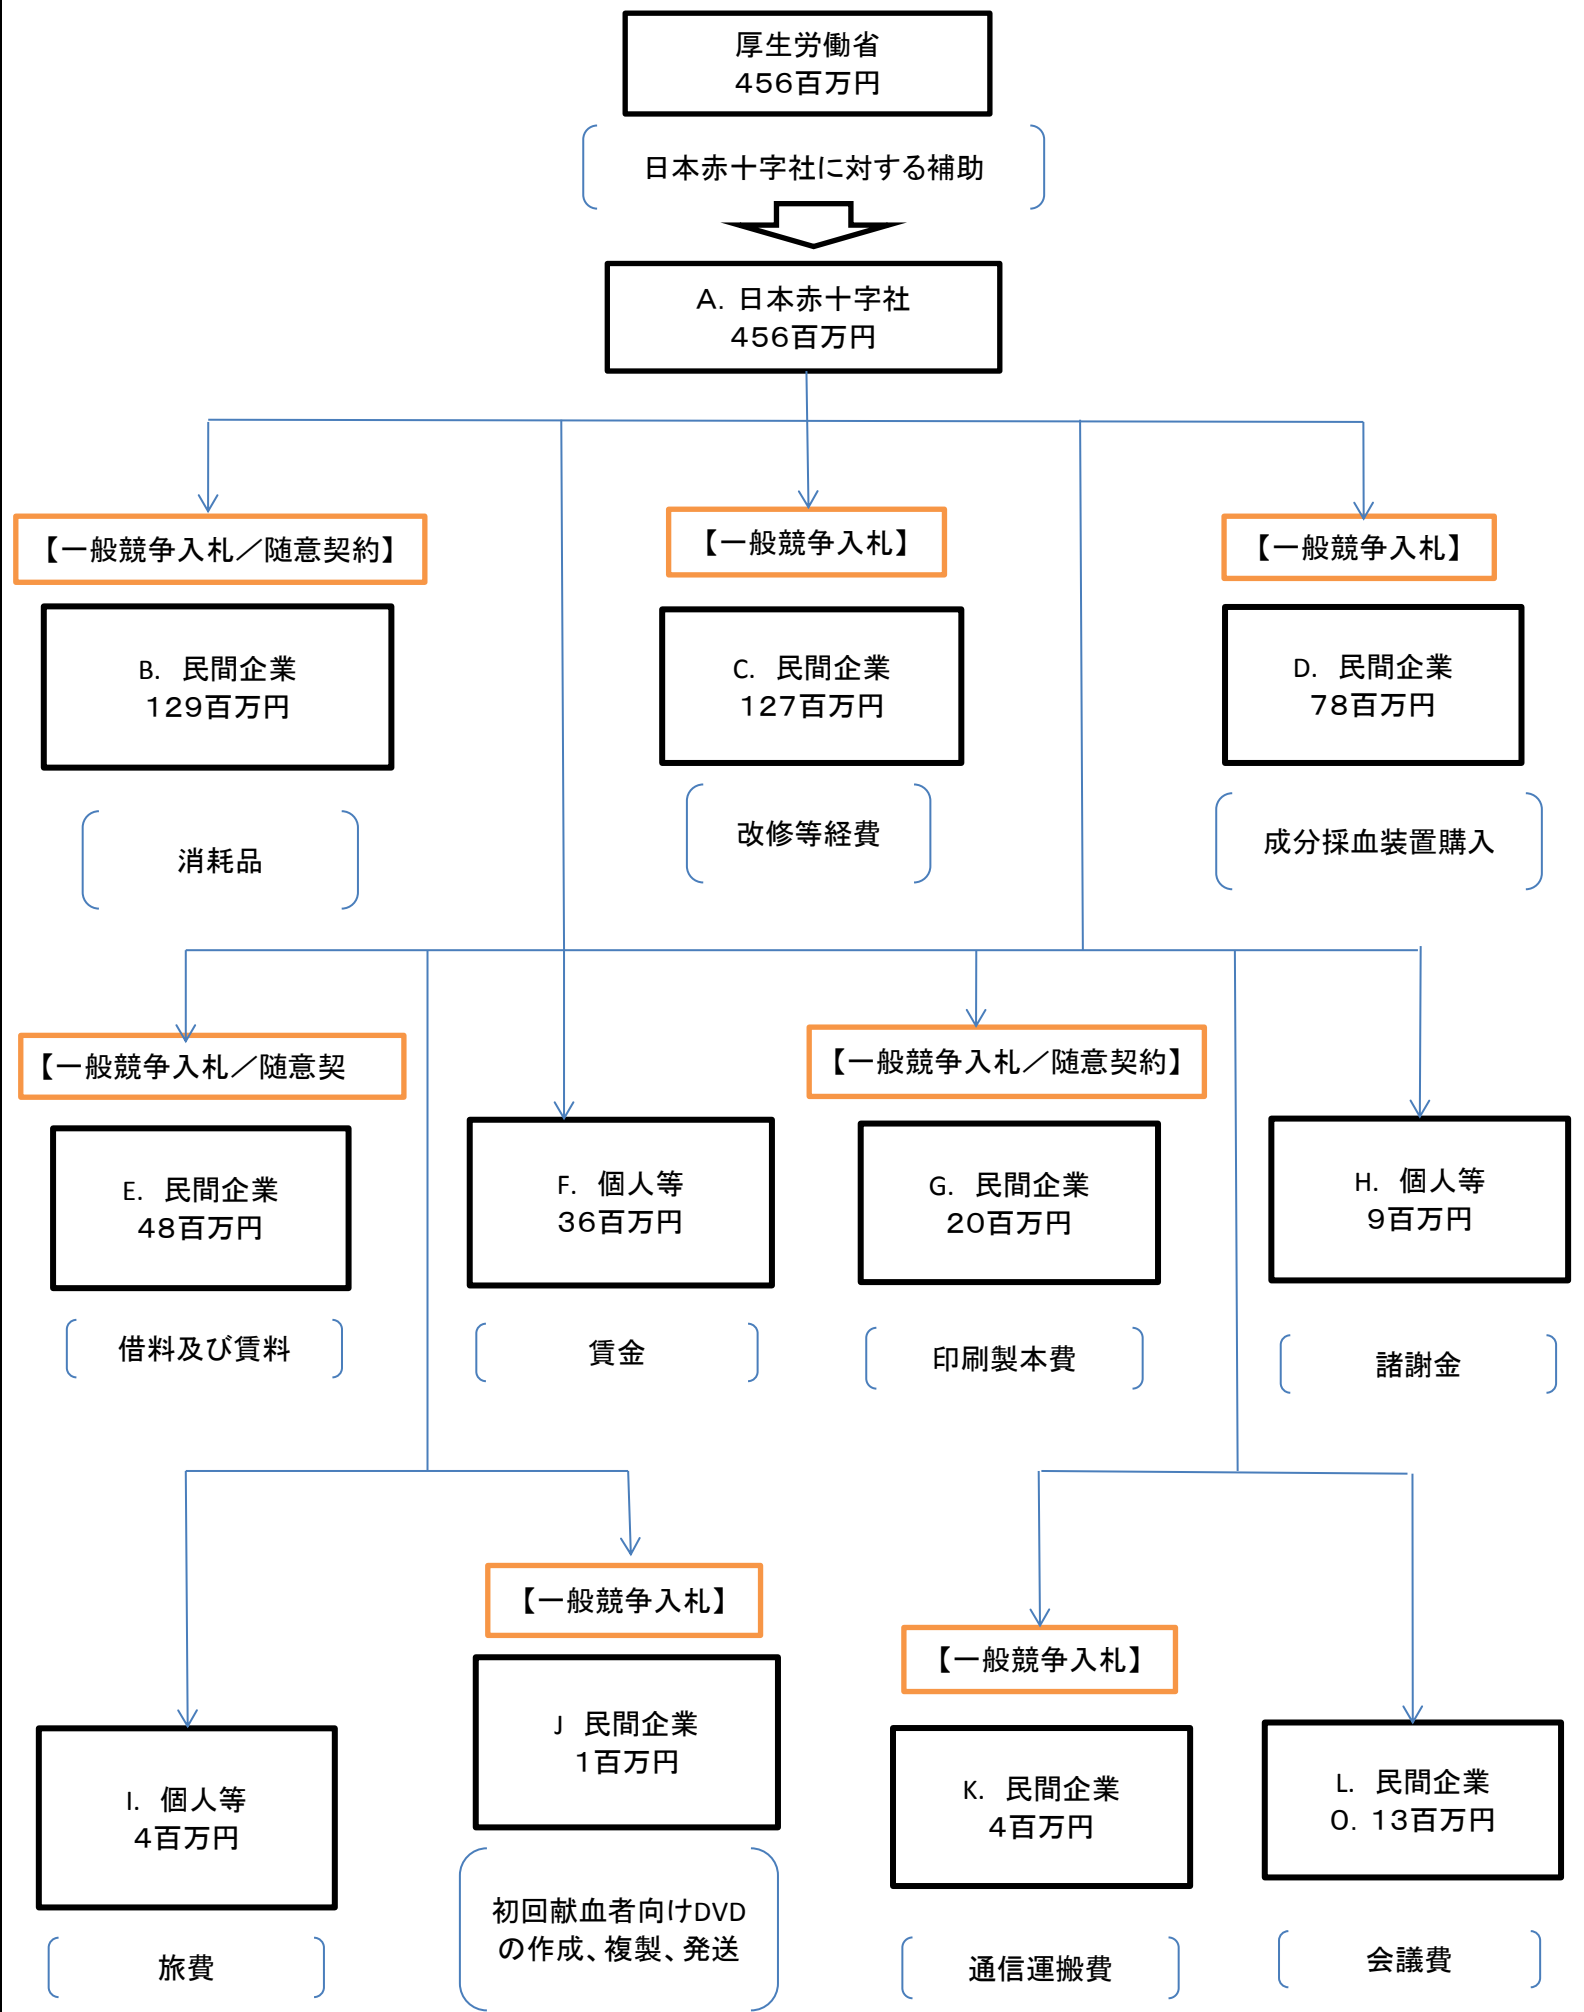 厚生労働省
456百万円
日本赤十字社に対する補助
A. 日本赤十字社
456百万円
【一般競争入札／随意契約】
【一般競争入札】
【一般競争入札】
B. 民間企業
129百万円
C. 民間企業
127百万円
D. 民間企業
78百万円
消耗品
改修等経費
成分採血装置購入
【一般競争入札／随意契
【一般競争入札／随意契約】
E. 民間企業
48百万円
F. 個人等
36百万円
G. 民間企業
20百万円
H. 個人等
9百万円
借料及び賃料
賃金
印刷製本費
諸謝金
【一般競争入札】
【一般競争入札】
I. 個人等
4百万円
J 民間企業
1百万円
K. 民間企業
4百万円
L. 民間企業
0. 13百万円
旅費
初回献血者向けDVD
の作成、複製、発送
通信運搬費
会議費